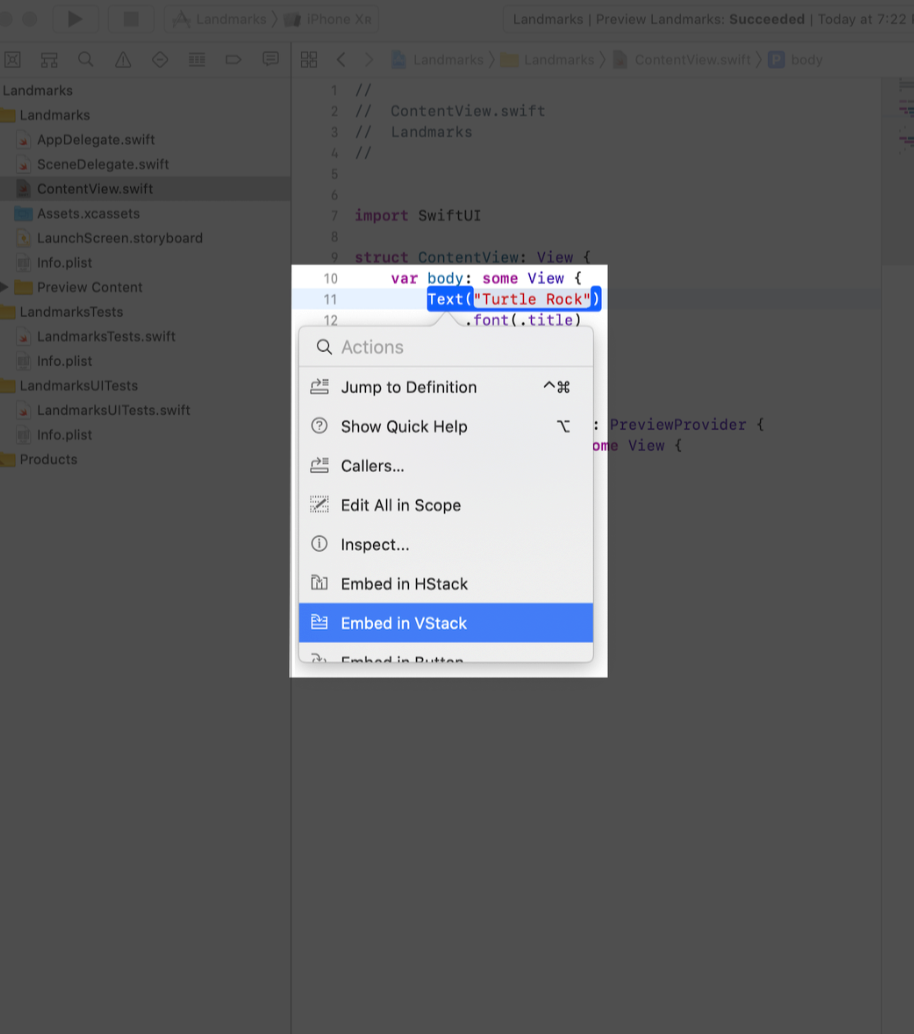 Landmarks 〉 iPhone XR
Landmarks | Preview Landmarks: Succeeded | Today at 7:22
Landmarks 〉 Landmarks 〉 ContentView.swift 〉 P body
Landmarks
Landmarks
AppDelegate.swift
SceneDelegate.swift
ContentView.swift
Assets.xcassets
LaunchScreen.storyboard
Info.plist
Preview Content
LandmarksTests
LandmarksTests.swift
Info.plist
LandmarksUITests
LandmarksUITests.swift
Info.plist
Products
1 //
2 // ContentView.swift
3 // Landmarks
4 //
5
6
7 import SwiftUI
8
9 struct ContentView: View {
10 var body: some View {
11 Text("Turtle Rock")
12 .font(.title)
: PreviewProvider {
ome View {
Actions
Jump to Definition ^⌘
Show Quick Help ⌥
Callers...
Edit All in Scope
Inspect...
Embed in HStack
Embed in VStack
Embed in Button